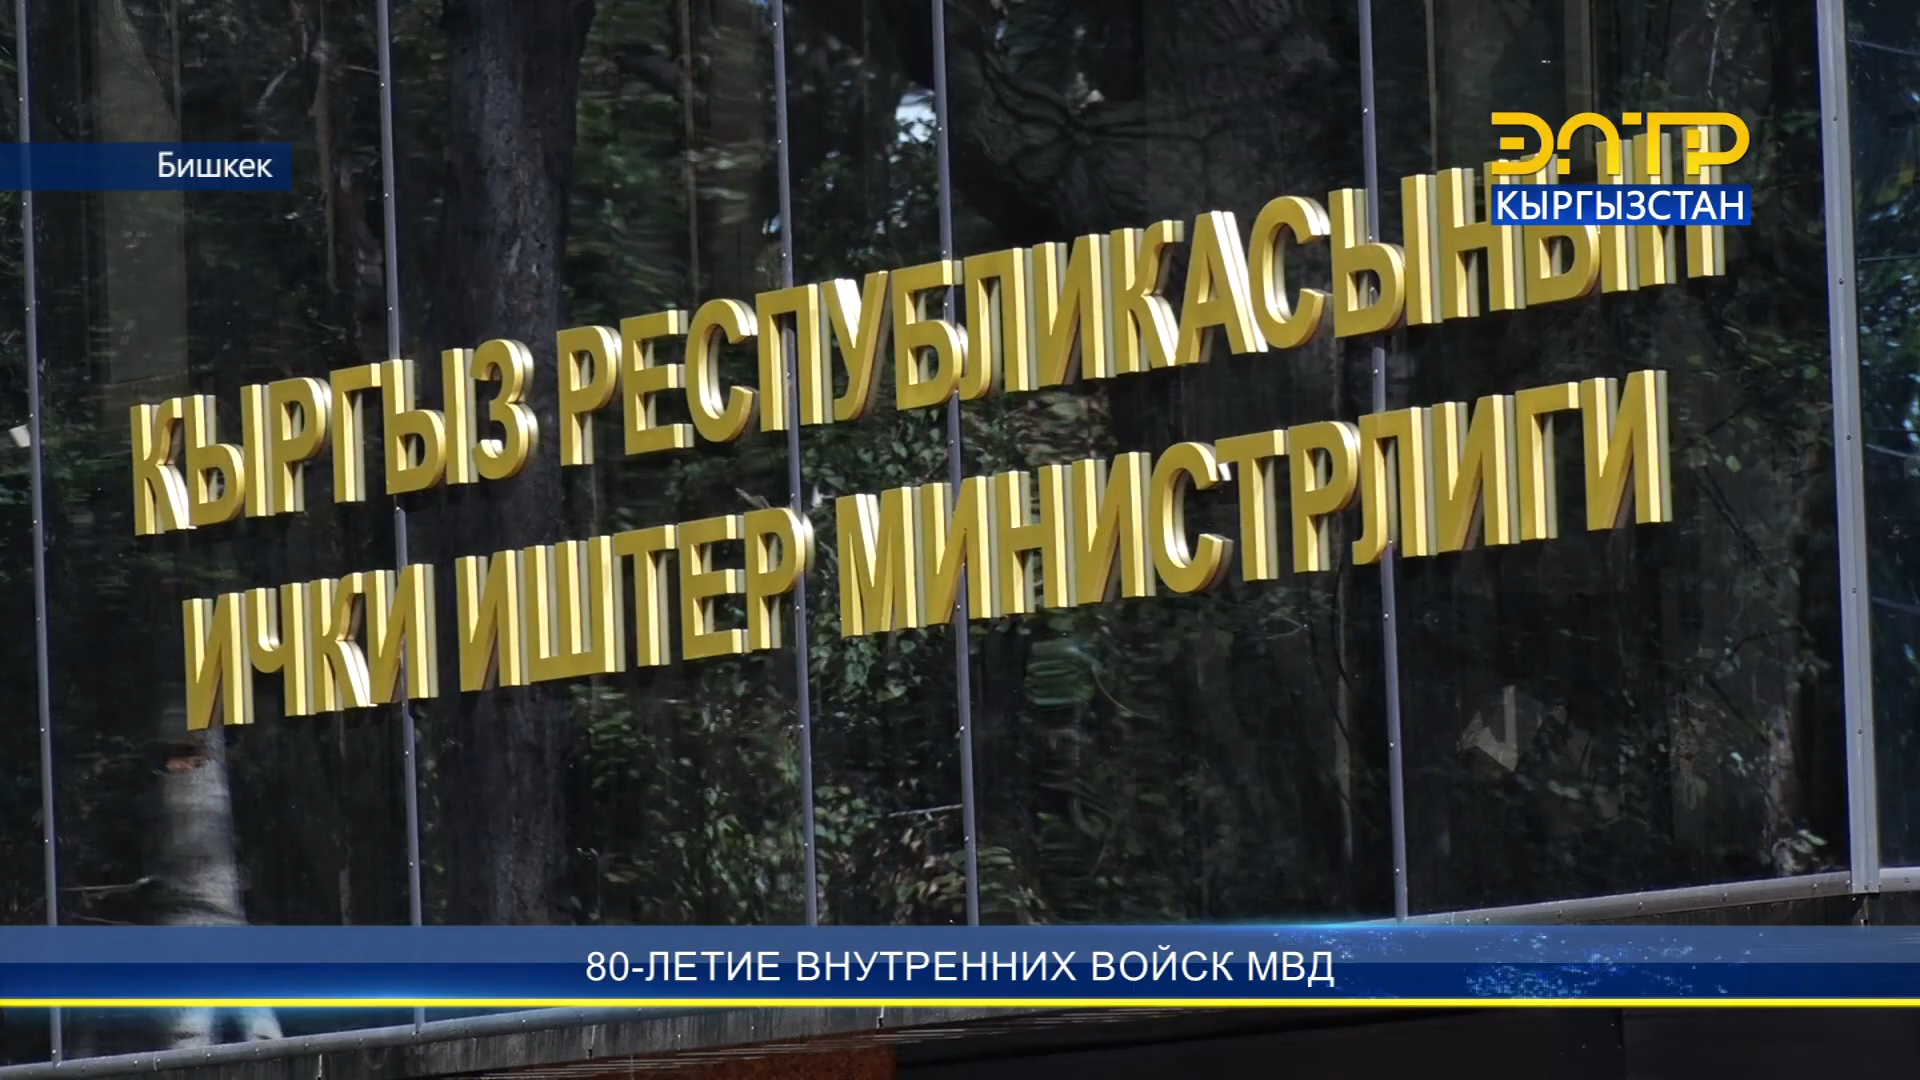 Бишкек
ЭЛТР
КЫРГЫЗСТАН
КЫРГЫЗ РЕСПУБЛИКАСЫНЫН
ИЧКИ ИШТЕР МИНИСТРЛИГИ
80-ЛЕТИЕ ВНУТРЕННИХ ВОЙСК МВД